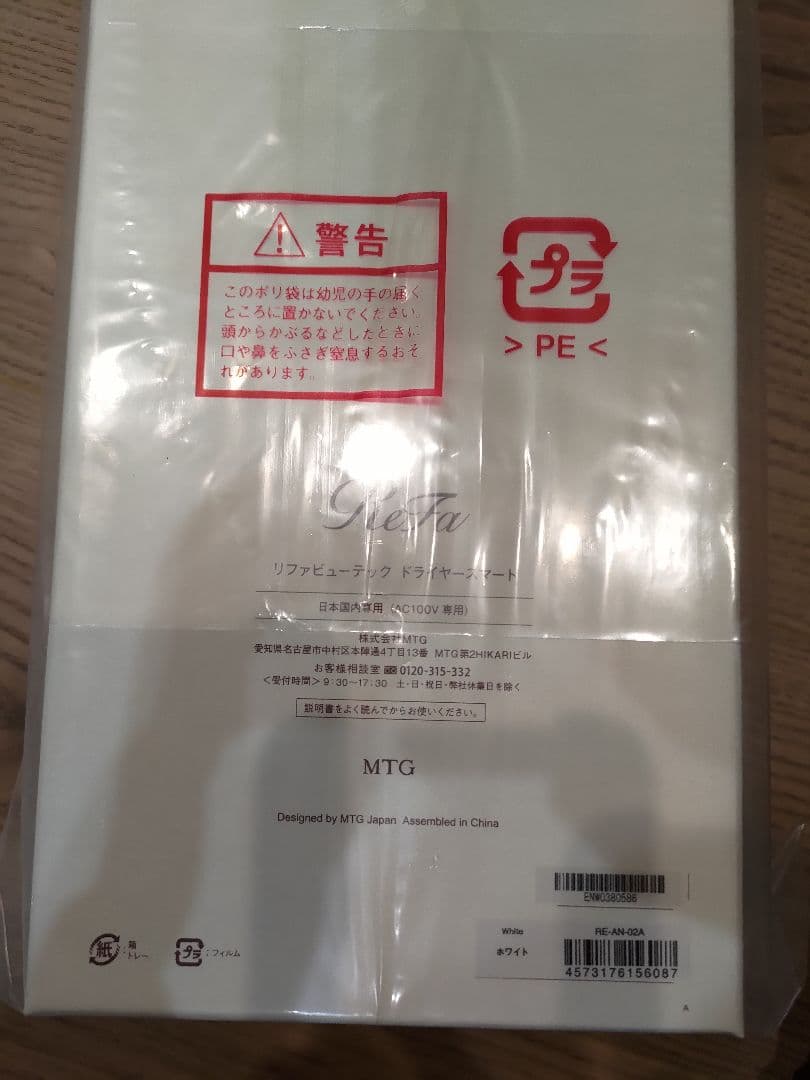 警告
このポリ袋は幼児の手の届く
ところに置かないでください。
頭からかぶるなどしたときに
口や鼻をふさぎ窒息するおそ
れがあります。
プラ
> PE <
ReFa
リファビューテック ドライヤースマート
日本国内専用（AC100V 専用）
株式会社MTG
愛知県名古屋市中村区本陣通4丁目13番 MTG第2HIKARIビル
お客様相談室 0120-315-332
＜受付時間＞9:30〜17:30 土・日・祝日・弊社休業日を除く
説明書をよく読んでからお使いください。
MTG
Designed by MTG Japan Assembled in China
ENW0380586
White RE-AN-02A
ホワイト
4573176156087
紙 : 箱 ・トレー
プラ : フィルム
A